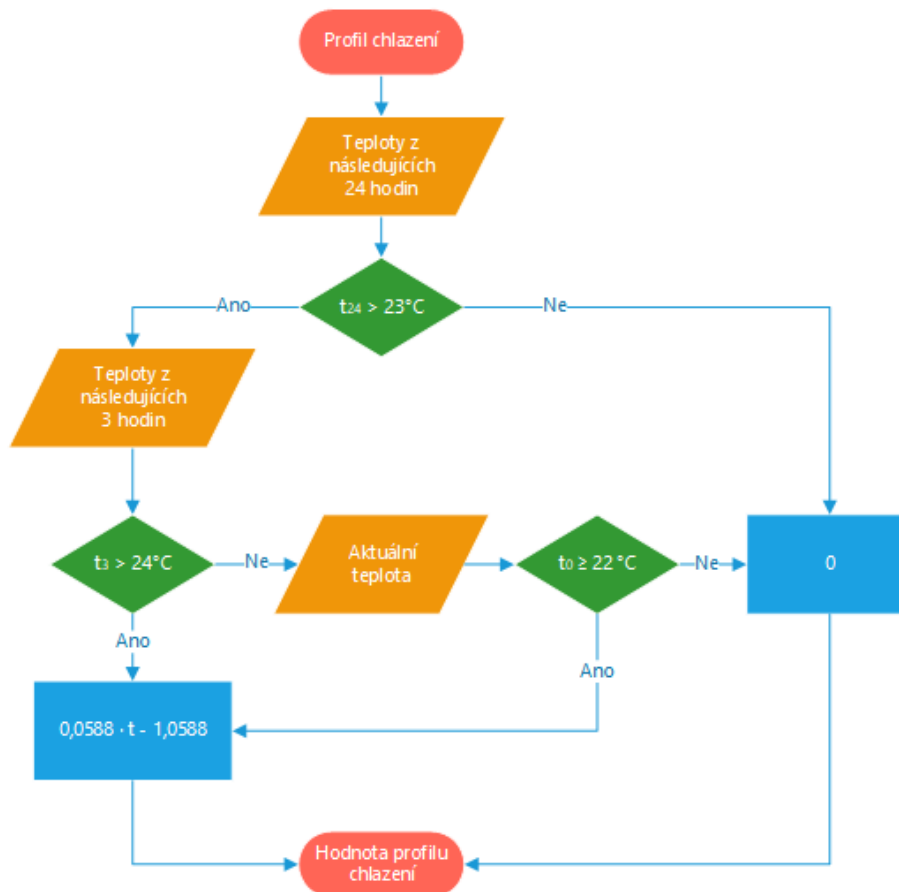 Profil chlazení
Teploty z
následujících
24 hodin
t₂₄ > 23°C
Ano
Ne
Teploty z
následujících
3 hodin
t₃ > 24°C
Ne
Aktuální
teplota
t₀ ≥ 22 °C
Ne
0
Ano
Ano
0,0588 · t - 1,0588
Hodnota profilu
chlazení